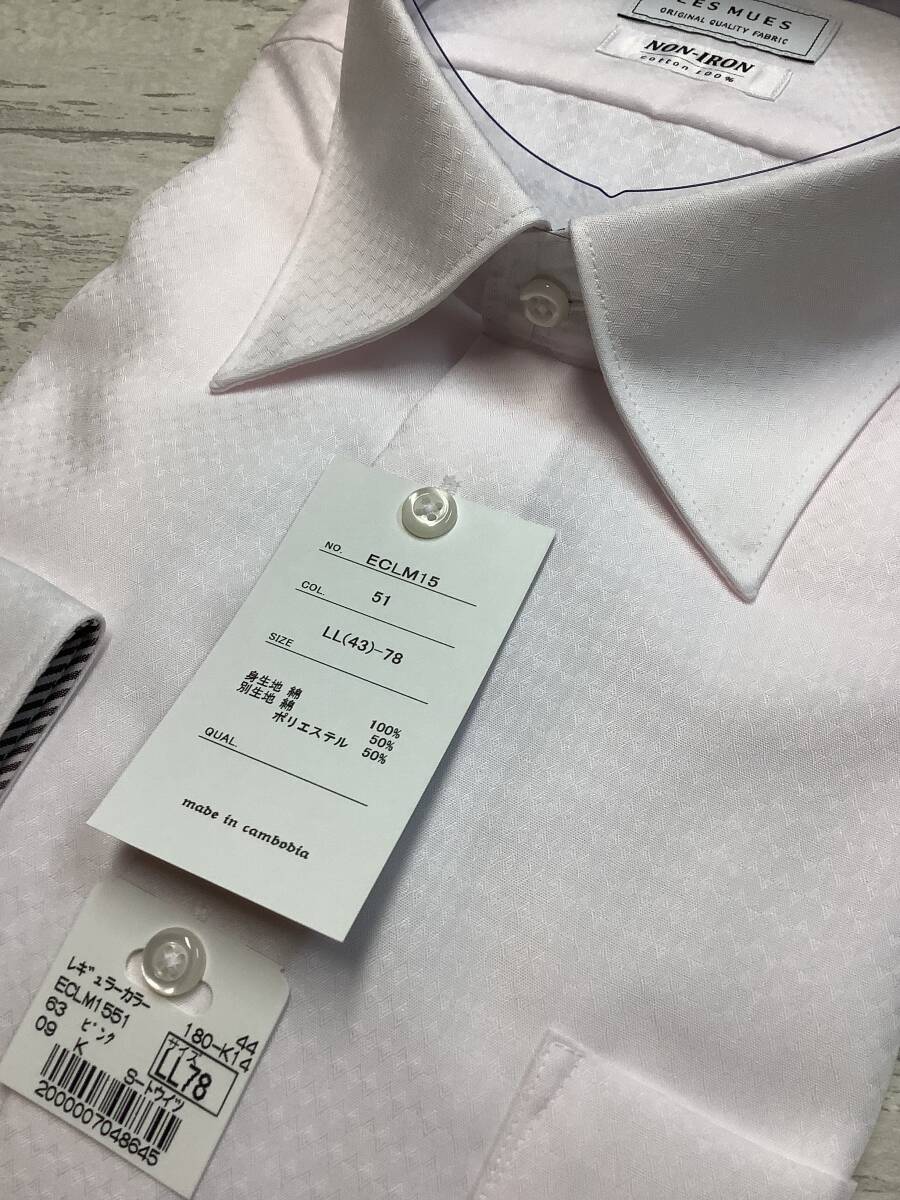 LES MUES
ORIGINAL QUALITY FABRIC
NON-IRON
cotton 100%
NO. ECLM15
COL. 51
SIZE LL(43)-78
身生地 綿 100%
別生地 綿 50%
ポリエステル 50%
QUAL.
made in cambodia
レギュラーカラー
ECLM1551
63 ピンク
09 K
44
180-K14
サイズ
LL78
S-トウイツ
2000007048645